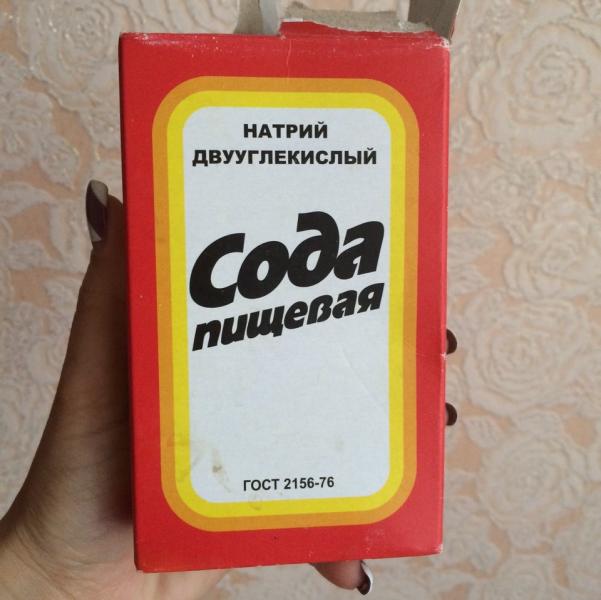 НАТРИЙ
ДВУУГЛЕКИСЛЫЙ
Сода
пищевая
ГОСТ 2156-76